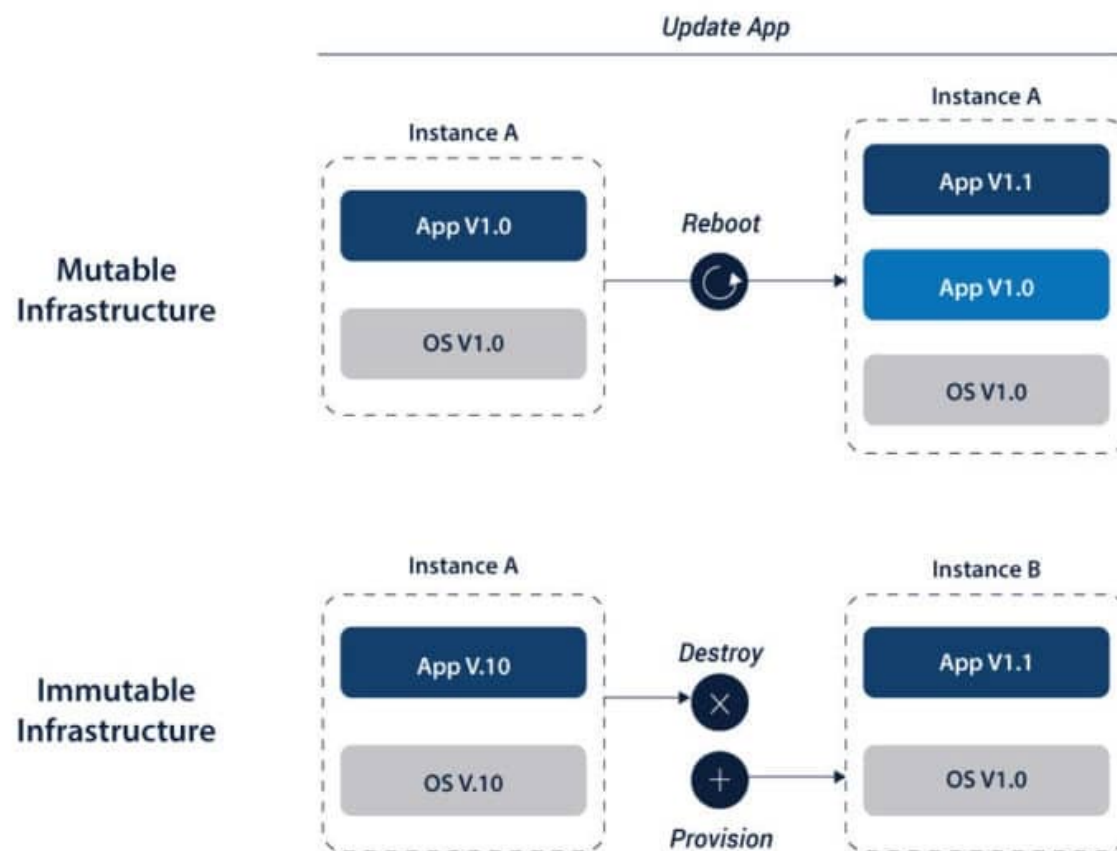 Update App
Instance A
Instance A
App V1.0
OS V1.0
Reboot
App V1.1
App V1.0
OS V1.0
Mutable
Infrastructure
Instance A
Instance B
App V.10
OS V.10
Destroy
Provision
App V1.1
OS V1.0
Immutable
Infrastructure